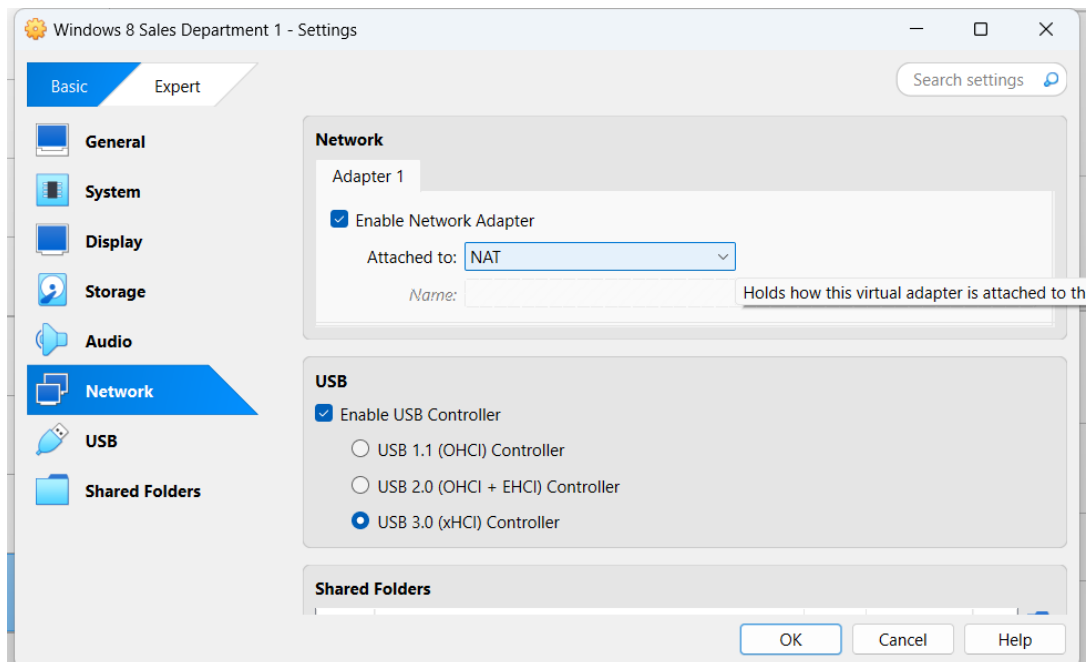 Windows 8 Sales Department 1 - Settings
Basic
Expert
Search settings
General
System
Display
Storage
Audio
Network
USB
Shared Folders
Network
Adapter 1
Enable Network Adapter
Attached to: NAT
Name:
Holds how this virtual adapter is attached to th
USB
Enable USB Controller
USB 1.1 (OHCI) Controller
USB 2.0 (OHCI + EHCI) Controller
USB 3.0 (xHCI) Controller
Shared Folders
OK
Cancel
Help